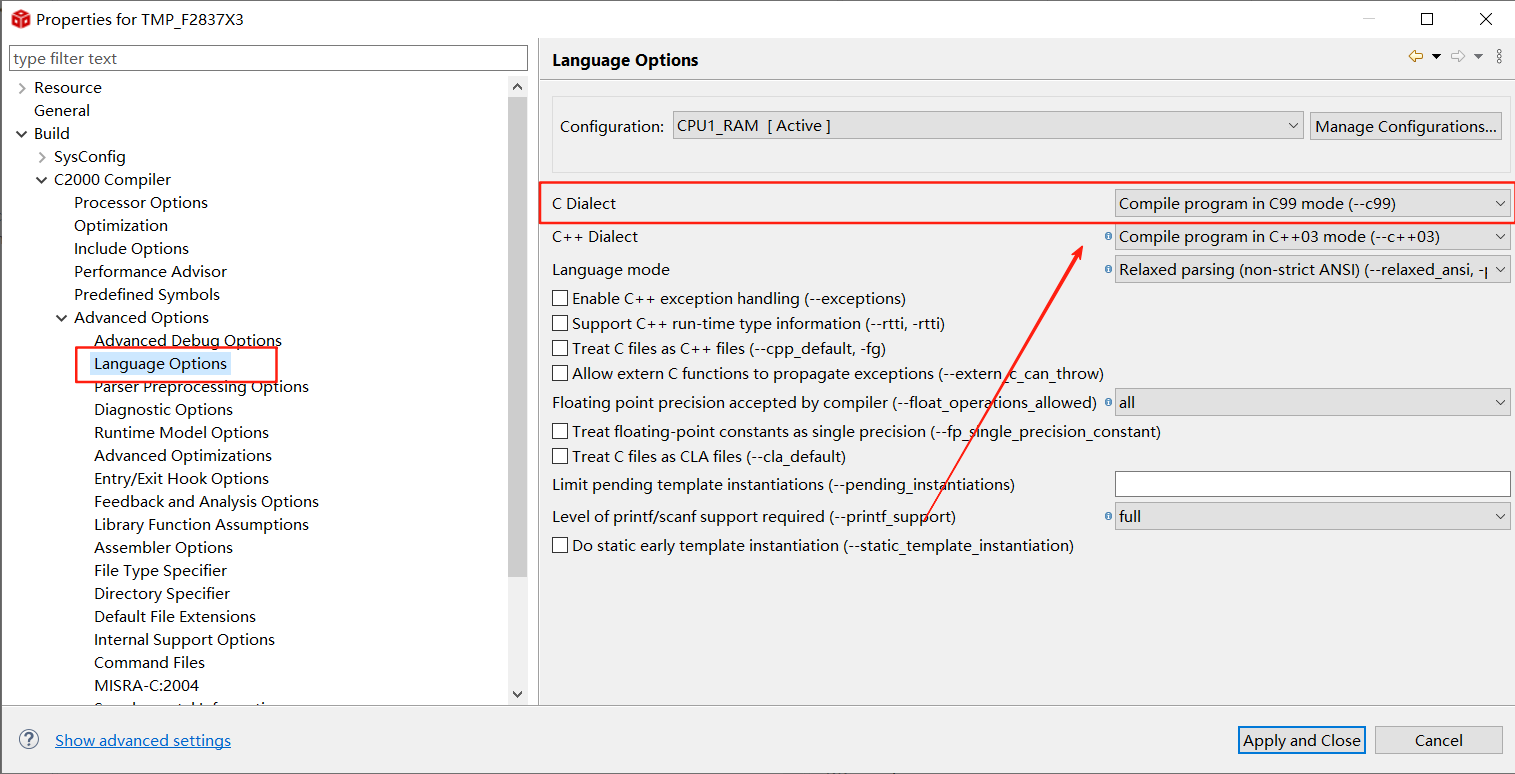 Properties for TMP_F2837X3
type filter text
Resource
General
Build
SysConfig
C2000 Compiler
Processor Options
Optimization
Include Options
Performance Advisor
Predefined Symbols
Advanced Options
Advanced Debug Options
Language Options
Parser Preprocessing Options
Diagnostic Options
Runtime Model Options
Advanced Optimizations
Entry/Exit Hook Options
Feedback and Analysis Options
Library Function Assumptions
Assembler Options
File Type Specifier
Directory Specifier
Default File Extensions
Internal Support Options
Command Files
MISRA-C:2004
Language Options
Configuration: CPU1_RAM [ Active ] Manage Configurations...
C Dialect Compile program in C99 mode (--c99)
C++ Dialect Compile program in C++03 mode (--c++03)
Language mode Relaxed parsing (non-strict ANSI) (--relaxed_ansi, -p
Enable C++ exception handling (--exceptions)
Support C++ run-time type information (--rtti, -rtti)
Treat C files as C++ files (--cpp_default, -fg)
Allow extern C functions to propagate exceptions (--extern_c_can_throw)
Floating point precision accepted by compiler (--float_operations_allowed) all
Treat floating-point constants as single precision (--fp_single_precision_constant)
Treat C files as CLA files (--cla_default)
Limit pending template instantiations (--pending_instantiations)
Level of printf/scanf support required (--printf_support) full
Do static early template instantiation (--static_template_instantiation)
Show advanced settings
Apply and Close
Cancel